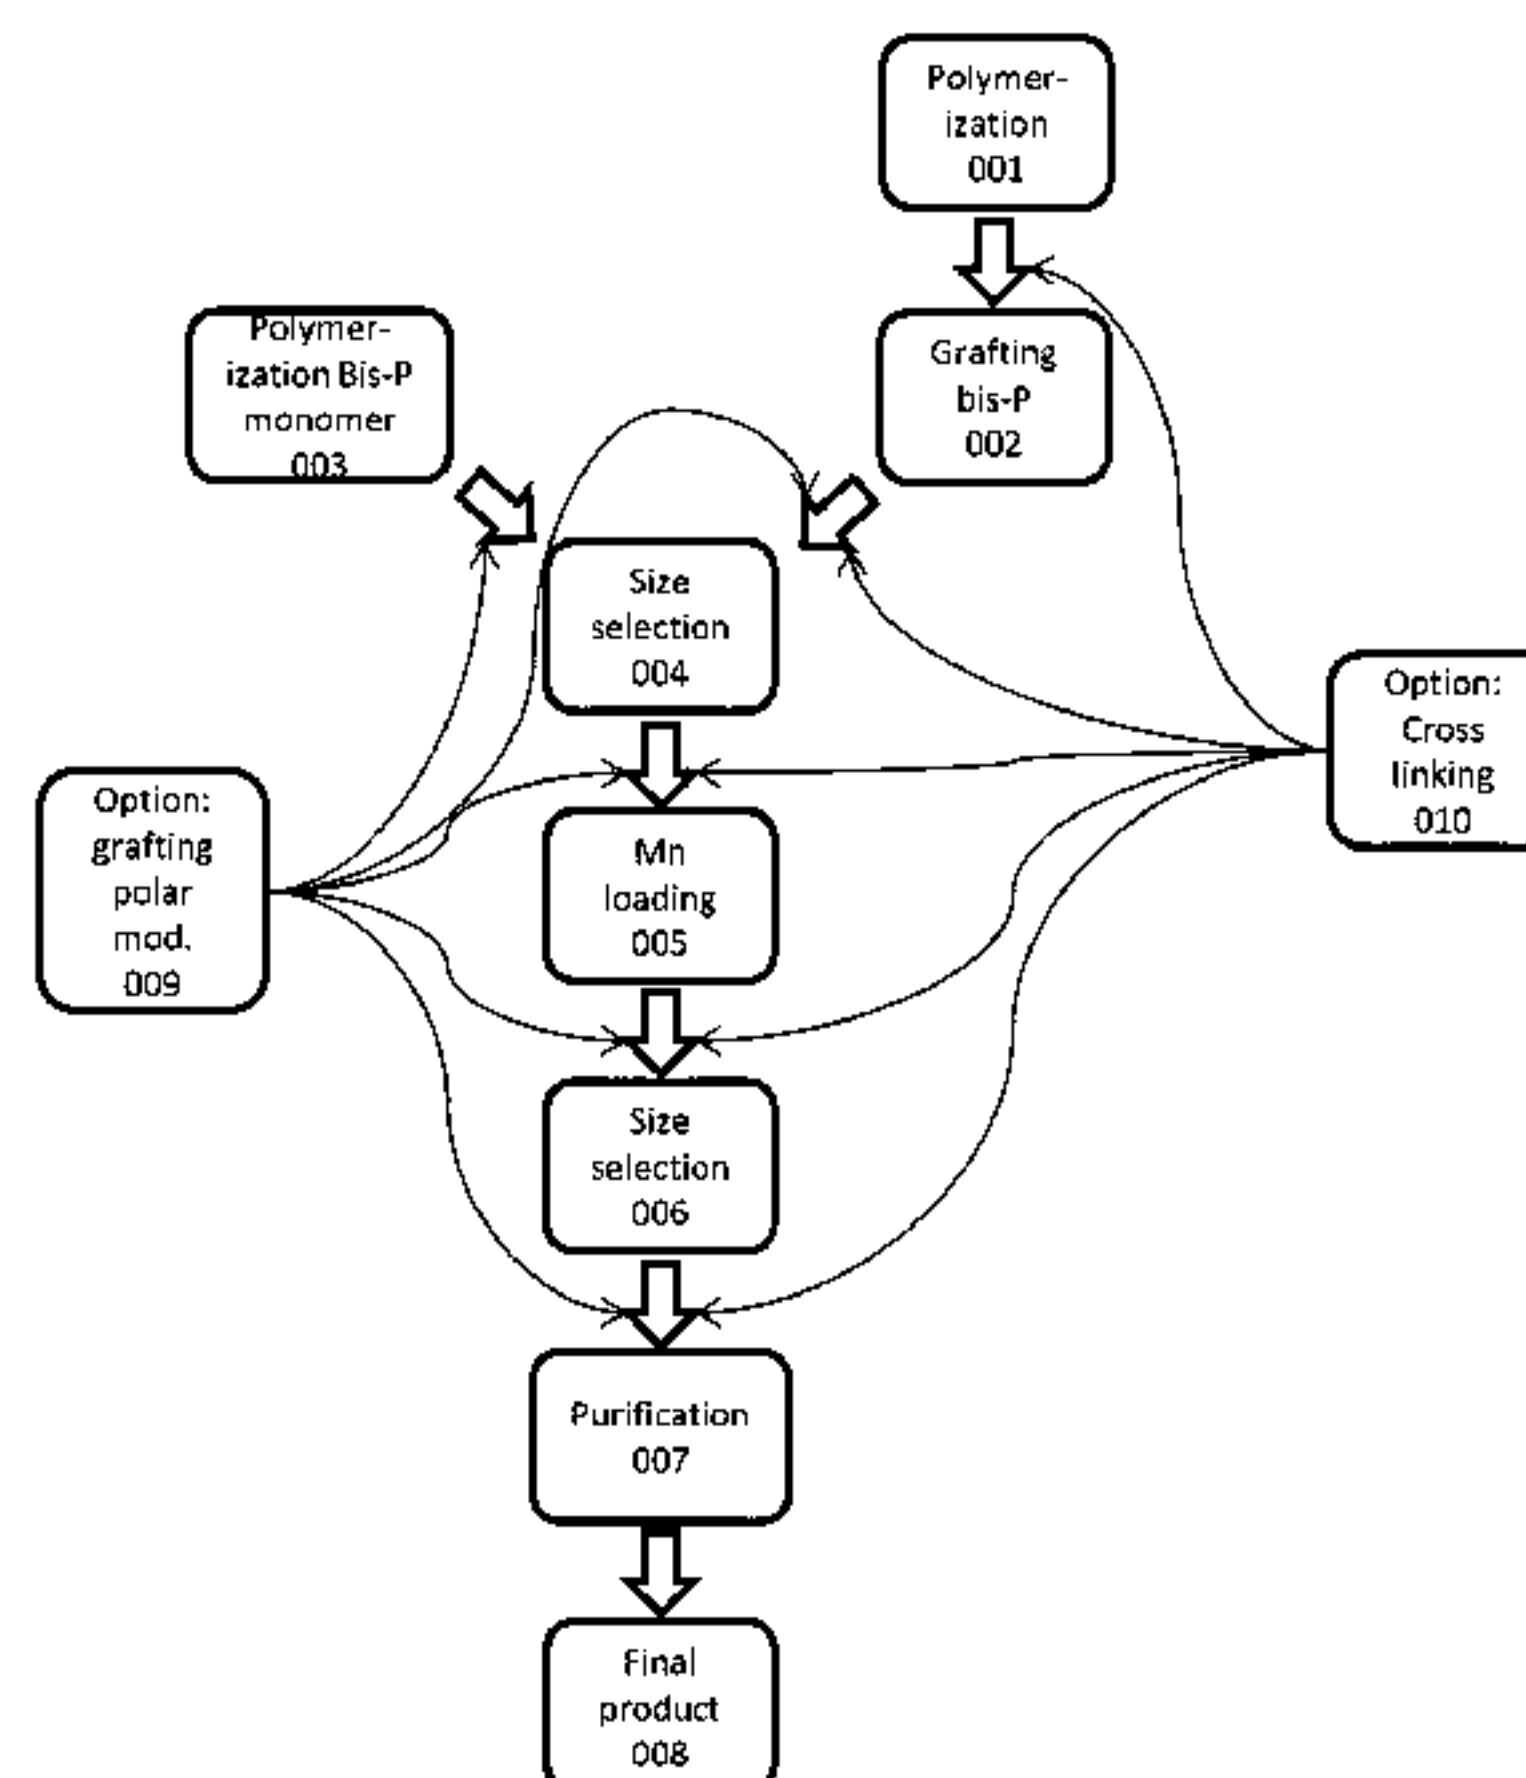 Polymer-
ization
001
Polymer-
ization Bis-P
monomer
003
Grafting
bis-P
002
Size
selection
004
Option:
Cross
linking
010
Option:
grafting
polar
mod.
009
Mn
loading
005
Size
selection
006
Purification
007
Final
product
008